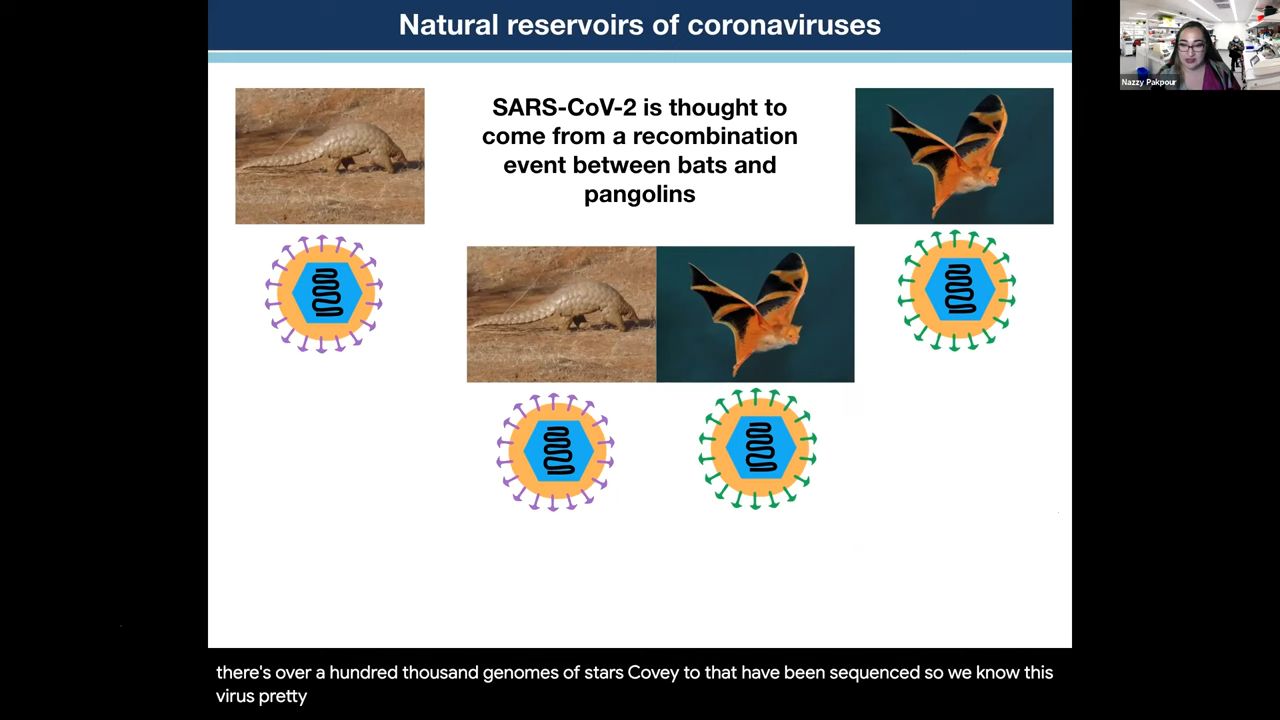 Natural reservoirs of coronaviruses
SARS-CoV-2 is thought to
come from a recombination
event between bats and
pangolins
Nazzy Pakpour
there's over a hundred thousand genomes of stars Covey to that have been sequenced so we know this
virus pretty